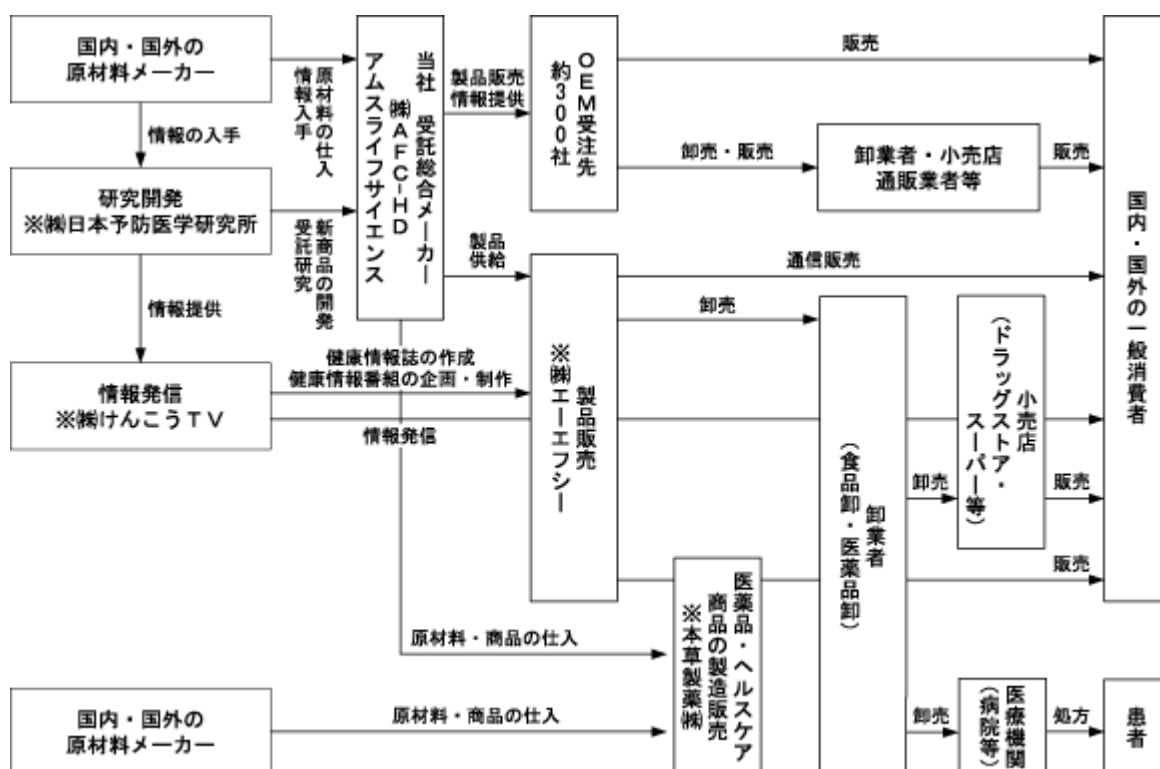 国内・国外の
原材料メーカー
原材料の仕入
情報入手
情報の入手
研究開発
※㈱日本予防医学研究所
新商品の開発
受託研究
情報提供
情報発信
※㈱けんこうTV
当社 受託総合メーカー
㈱AFC-HD
アムスライフサイエンス
製品販売
情報提供
OEM受注先
約300社
販売
卸売・販売
卸業者・小売店
通販業者等
販売
製品
供給
通信販売
卸売
健康情報誌の作成
健康情報番組の企画・制作
情報発信
製品販売
※㈱エーエフシー
卸業者
(食品卸・医薬品卸)
卸売
小売店
(ドラッグストア・
スーパー等)
販売
販売
国内・国外の一般消費者
原材料・商品の仕入
医薬品・ヘルスケア
商品の製造販売
※本草製薬㈱
国内・国外の
原材料メーカー
原材料・商品の仕入
卸売
医療機関
(病院等)
処方
患者